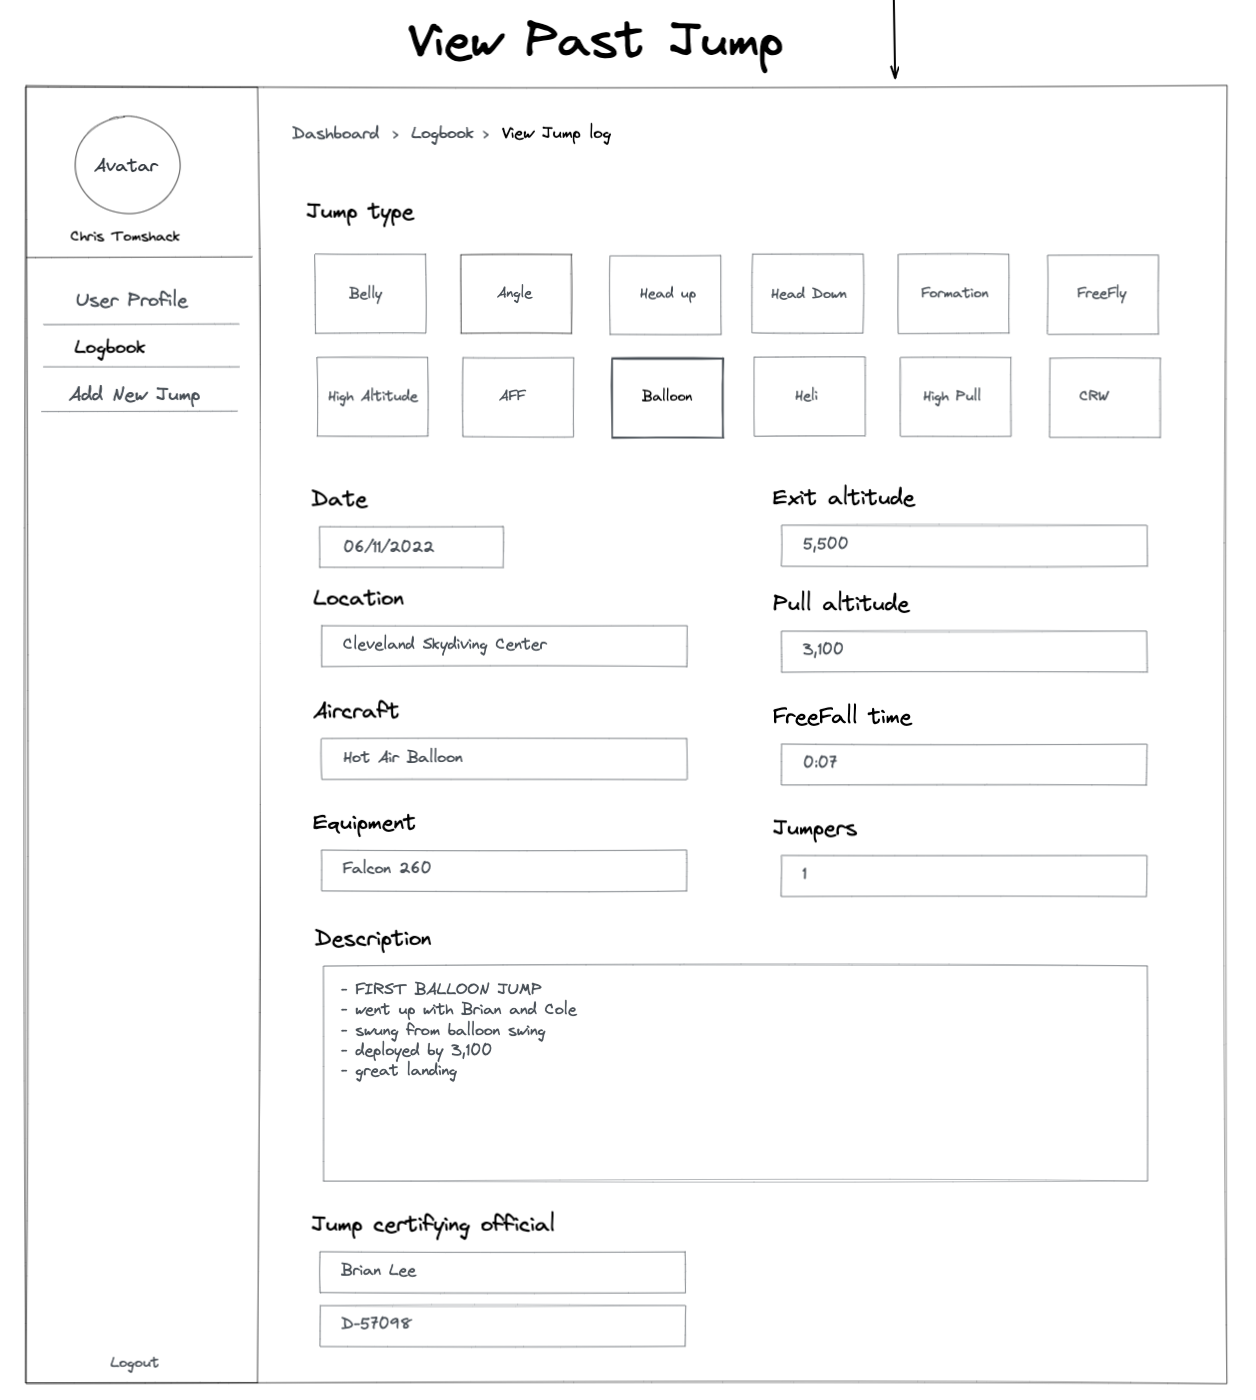 View Past Jump
Avatar
Chris Tomshack
User Profile
Logbook
Add New Jump
Logout
Dashboard > Logbook > View Jump log
Jump type
Belly
Angle
Head up
Head Down
Formation
FreeFly
High Altitude
AFF
Balloon
Heli
High Pull
CRW
Date
06/11/2022
Location
Cleveland Skydiving Center
Aircraft
Hot Air Balloon
Equipment
Falcon 260
Exit altitude
5,500
Pull altitude
3,100
FreeFall time
0:07
Jumpers
1
Description
- FIRST BALLOON JUMP
- went up with Brian and Cole
- swung from balloon swing
- deployed by 3,100
- great landing
Jump certifying official
Brian Lee
D-57098